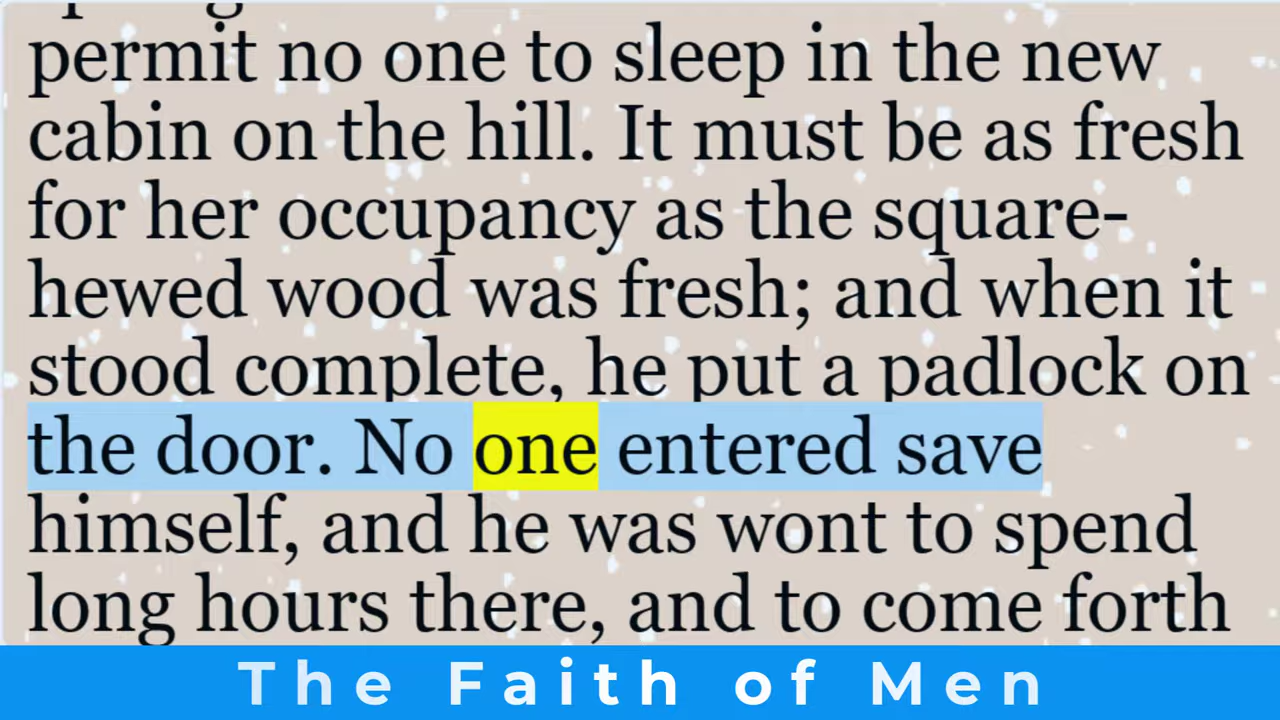 permit no one to sleep in the new
cabin on the hill. It must be as fresh
for her occupancy as the square-
hewed wood was fresh; and when it
stood complete, he put a padlock on
the door. No one entered save
himself, and he was wont to spend
long hours there, and to come forth
The Faith of Men